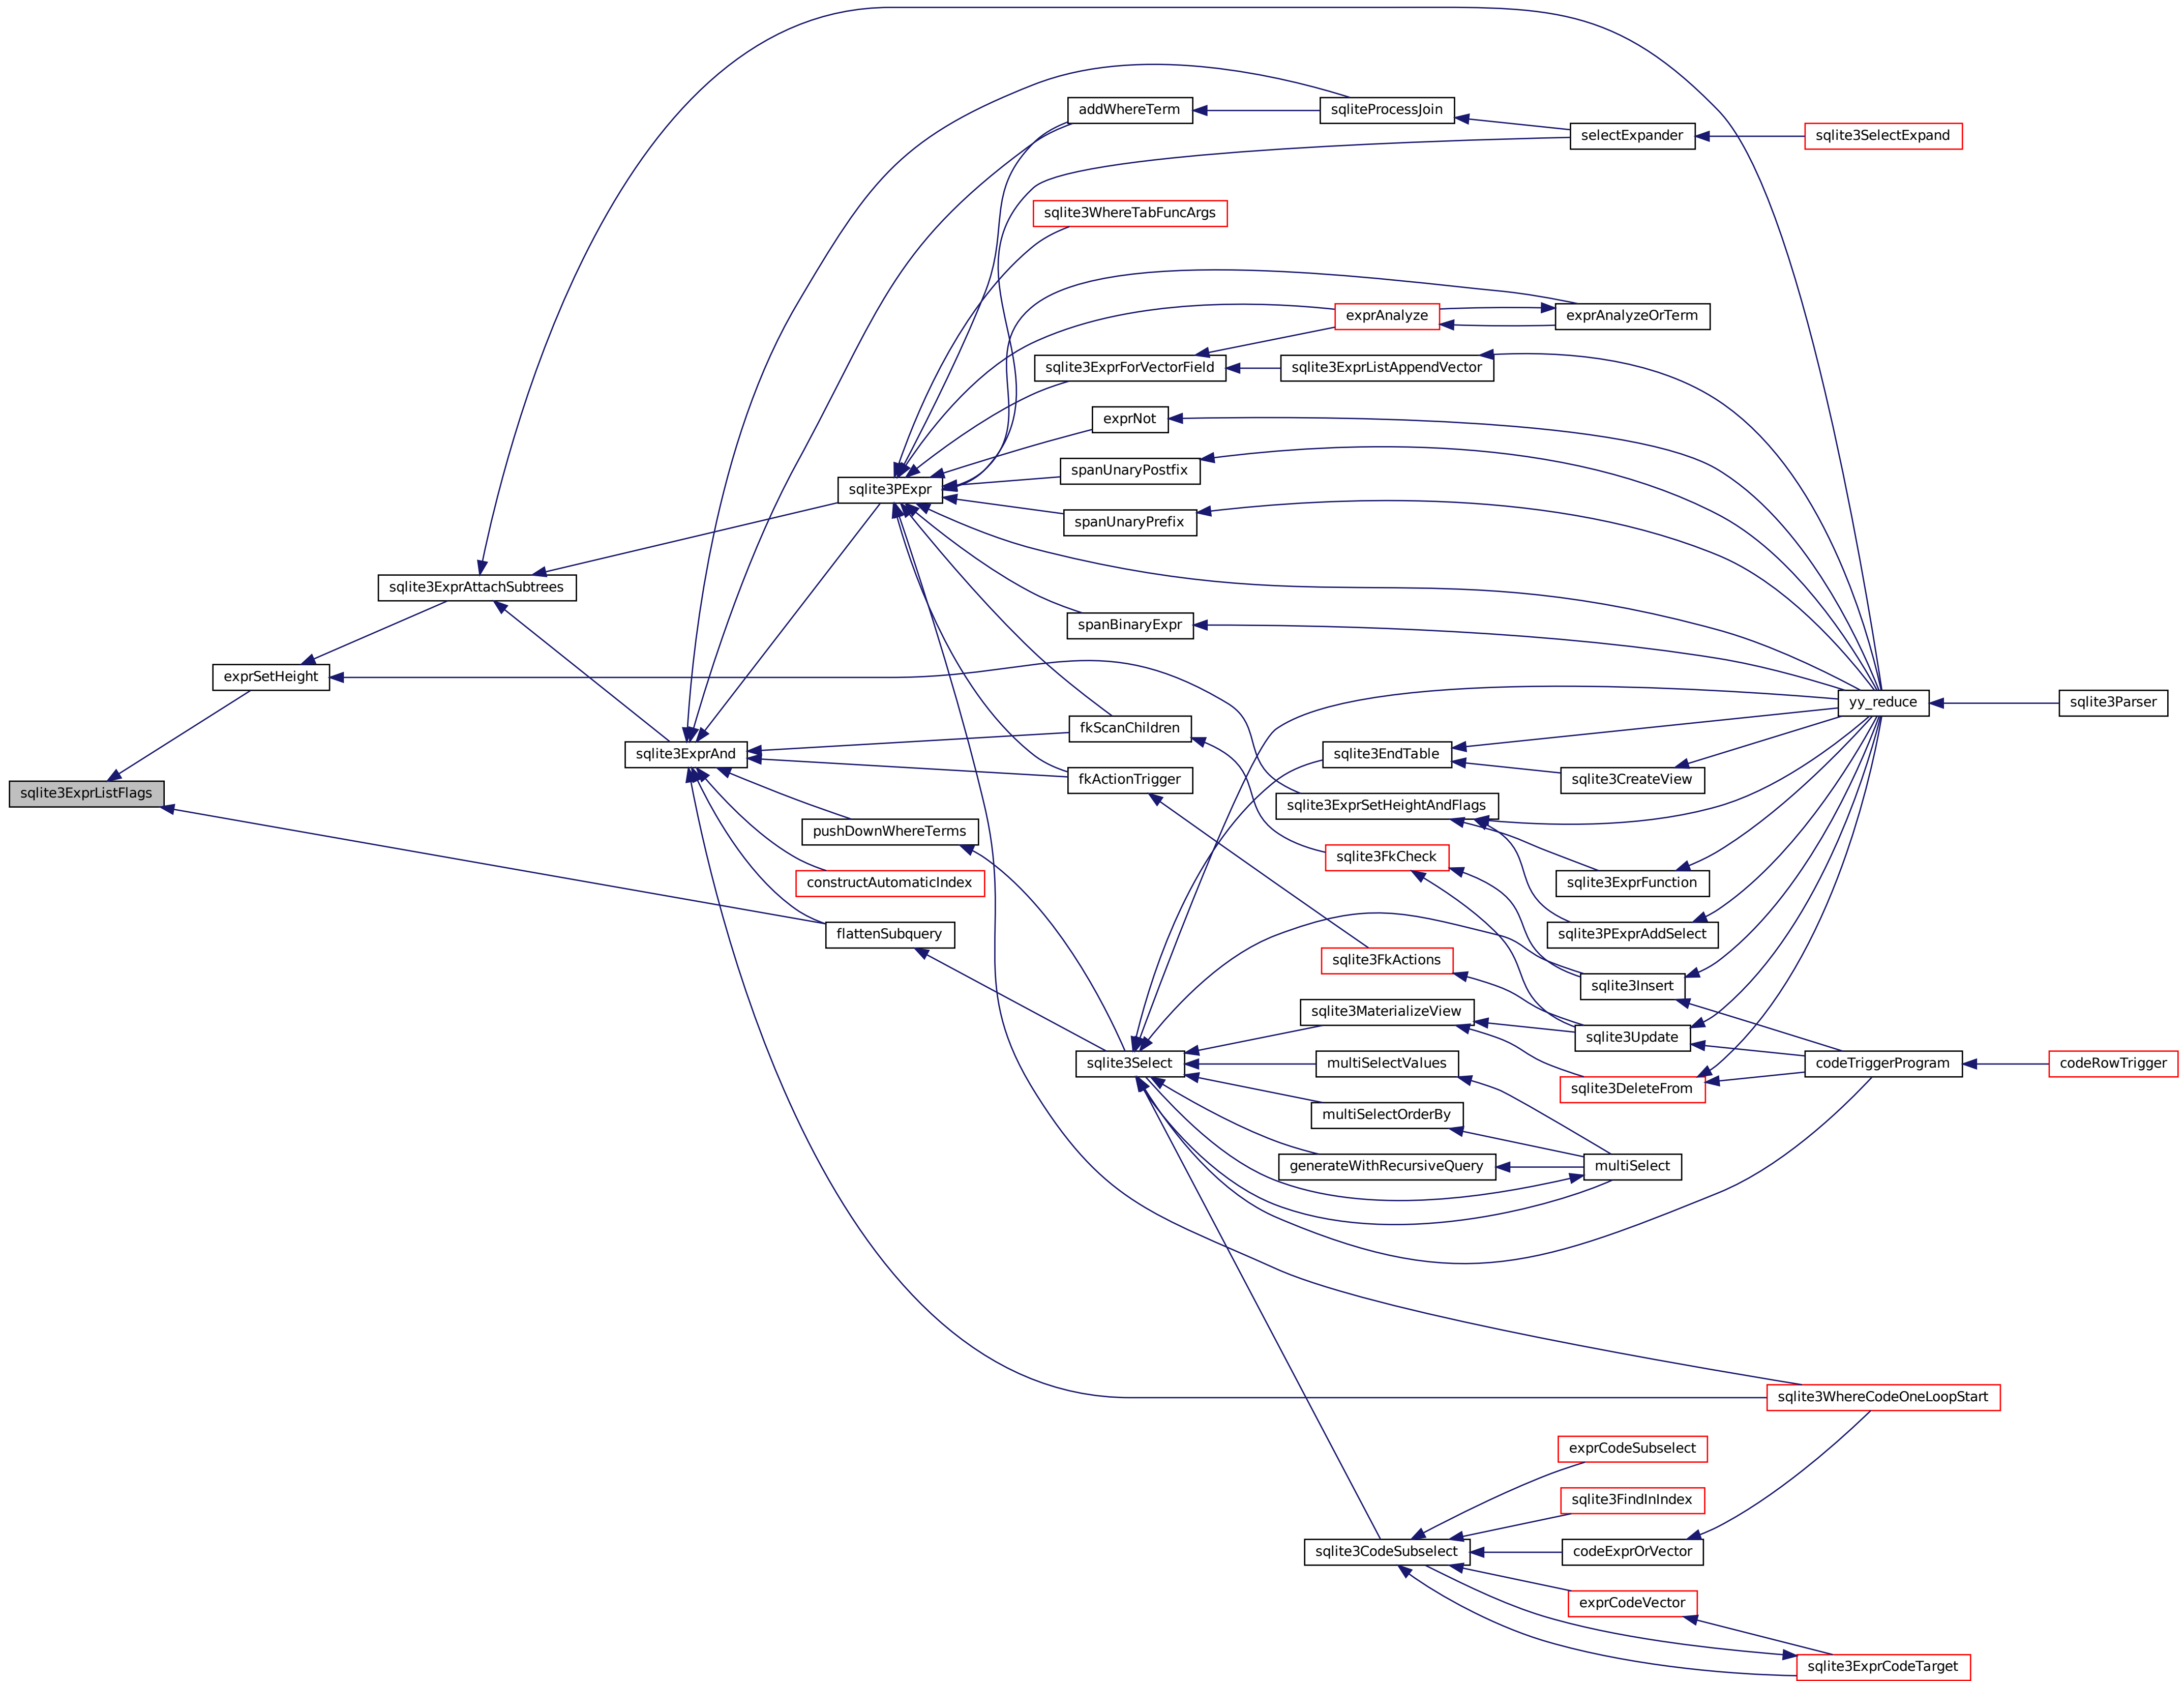 addWhereTerm
sqliteProcessJoin
selectExpander
sqlite3SelectExpand
sqlite3WhereTabFuncArgs
exprAnalyze
exprAnalyzeOrTerm
sqlite3ExprForVectorField
sqlite3ExprListAppendVector
exprNot
spanUnaryPostfix
sqlite3PExpr
spanUnaryPrefix
sqlite3ExprAttachSubtrees
spanBinaryExpr
exprSetHeight
yy_reduce
sqlite3Parser
fkScanChildren
sqlite3ExprAnd
sqlite3EndTable
sqlite3CreateView
fkActionTrigger
sqlite3ExprListFlags
sqlite3ExprSetHeightAndFlags
pushDownWhereTerms
sqlite3FkCheck
constructAutomaticIndex
sqlite3ExprFunction
flattenSubquery
sqlite3PExprAddSelect
sqlite3FkActions
sqlite3Insert
sqlite3MaterializeView
sqlite3Update
sqlite3Select
multiSelectValues
codeTriggerProgram
codeRowTrigger
sqlite3DeleteFrom
multiSelectOrderBy
generateWithRecursiveQuery
multiSelect
sqlite3WhereCodeOneLoopStart
exprCodeSubselect
sqlite3FindInIndex
sqlite3CodeSubselect
codeExprOrVector
exprCodeVector
sqlite3ExprCodeTarget